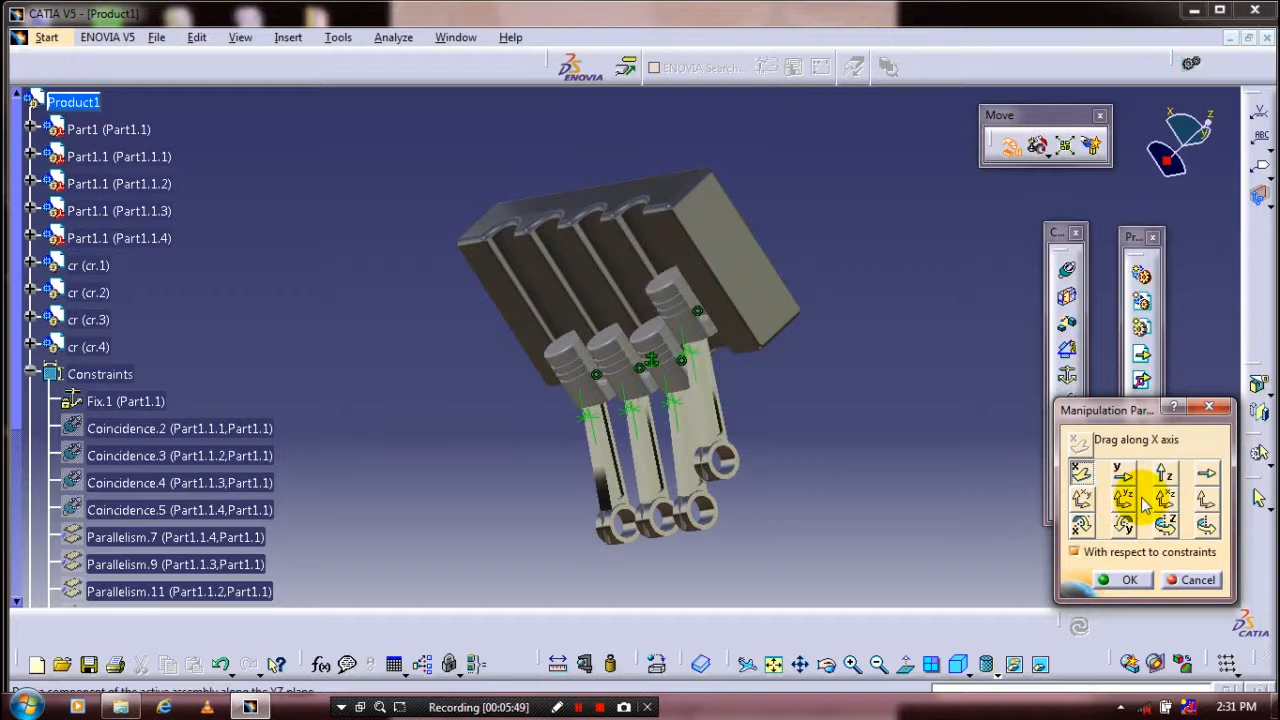 CATIA V5 - [Product1]
Start ENOVIA V5 File Edit View Insert Tools Analyze Window Help
ENOVIA
ENOVIA Search...
Product1
Part1 (Part1.1)
Part1.1 (Part1.1.1)
Part1.1 (Part1.1.2)
Part1.1 (Part1.1.3)
Part1.1 (Part1.1.4)
cr (cr.1)
cr (cr.2)
cr (cr.3)
cr (cr.4)
Constraints
Fix.1 (Part1.1)
Coincidence.2 (Part1.1.1,Part1.1)
Coincidence.3 (Part1.1.2,Part1.1)
Coincidence.4 (Part1.1.3,Part1.1)
Coincidence.5 (Part1.1.4,Part1.1)
Parallelism.7 (Part1.1.4,Part1.1)
Parallelism.9 (Part1.1.3,Part1.1)
Parallelism.11 (Part1.1.2,Part1.1)
Move
x z
ABC
C...
Pr...
Manipulation Par...
?
Drag along X axis
With respect to constraints
OK Cancel
CATIA
f(x)
Recording [00:05:49]
2:31 PM